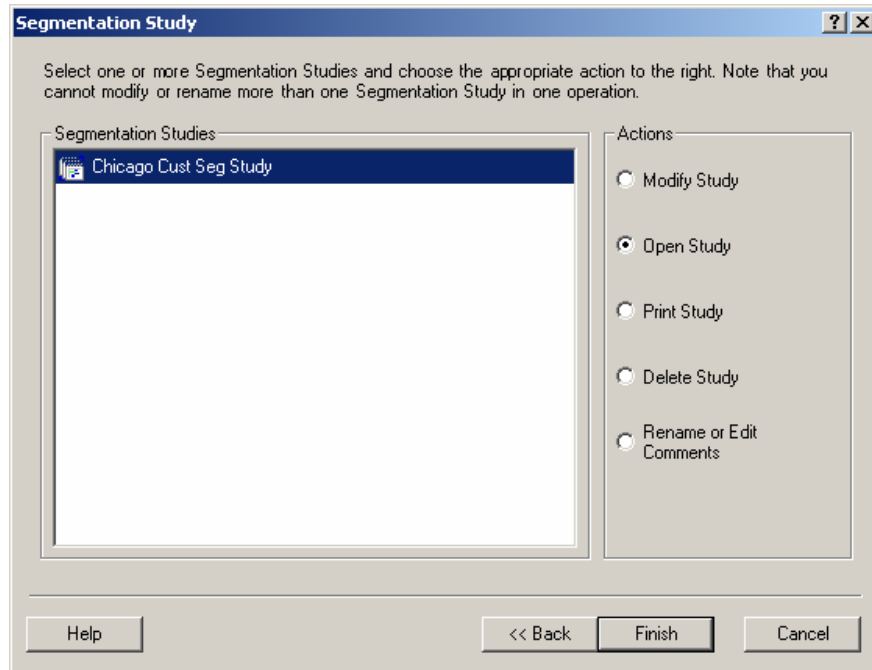 Segmentation Study
Select one or more Segmentation Studies and choose the appropriate action to the right. Note that you
cannot modify or rename more than one Segmentation Study in one operation.
Segmentation Studies
Chicago Cust Seg Study
Actions
Modify Study
Open Study
Print Study
Delete Study
Rename or Edit
Comments
Help
<< Back
Finish
Cancel